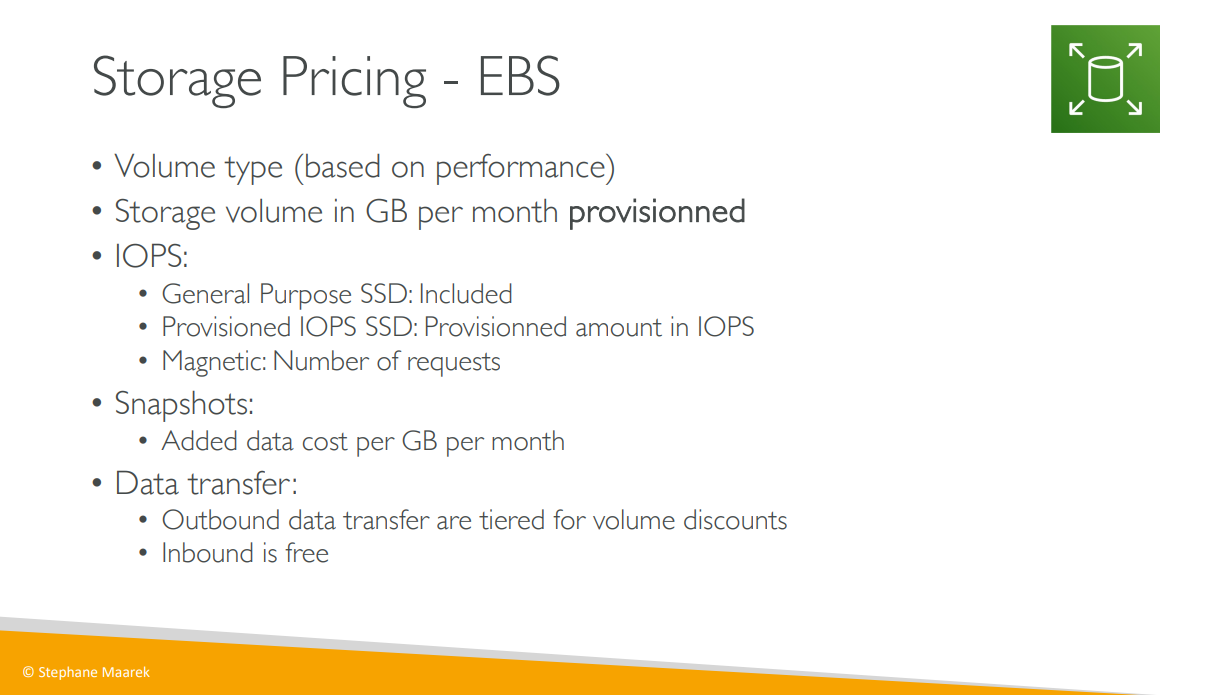 Storage Pricing - EBS
• Volume type (based on performance)
• Storage volume in GB per month provisionned
• IOPS:
• General Purpose SSD: Included
• Provisioned IOPS SSD: Provisionned amount in IOPS
• Magnetic: Number of requests
• Snapshots:
• Added data cost per GB per month
• Data transfer:
• Outbound data transfer are tiered for volume discounts
• Inbound is free
© Stephane Maarek